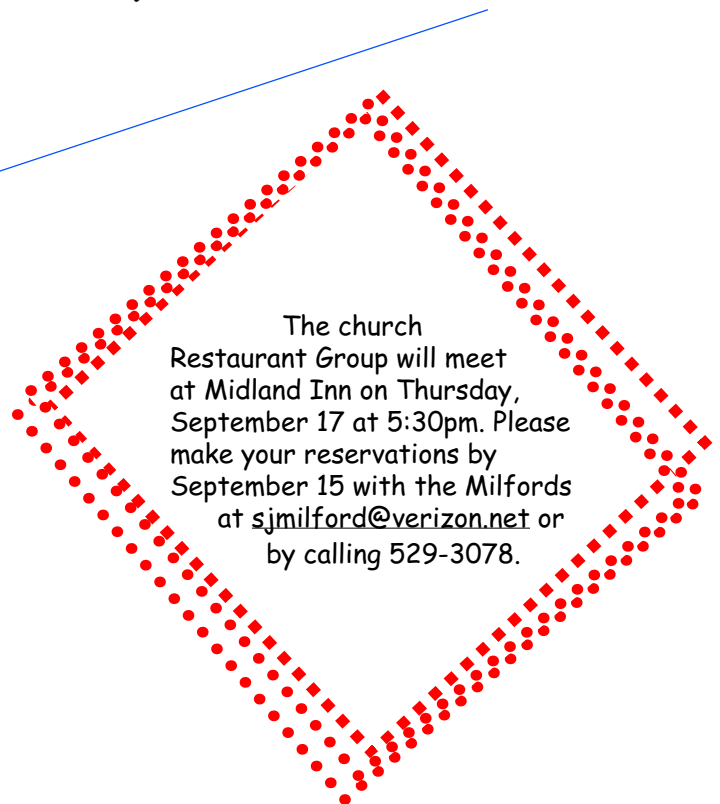 The church
Restaurant Group will meet
at Midland Inn on Thursday,
September 17 at 5:30pm. Please
make your reservations by
September 15 with the Milfords
at sjmilford@verizon.net or
by calling 529-3078.